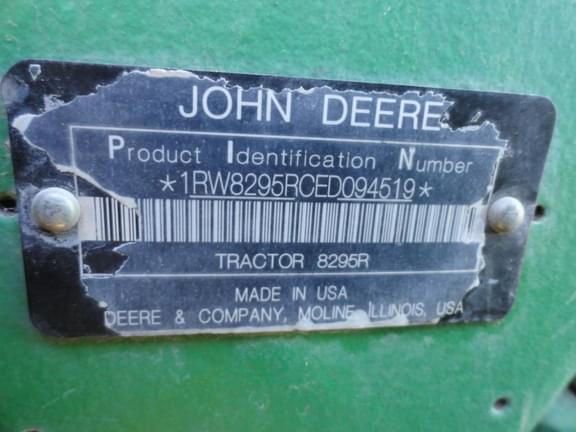 JOHN DEERE
Product Identification Number
*1RW8295RCED094519*
TRACTOR 8295R
MADE IN USA
DEERE & COMPANY, MOLINE, ILLINOIS, USA